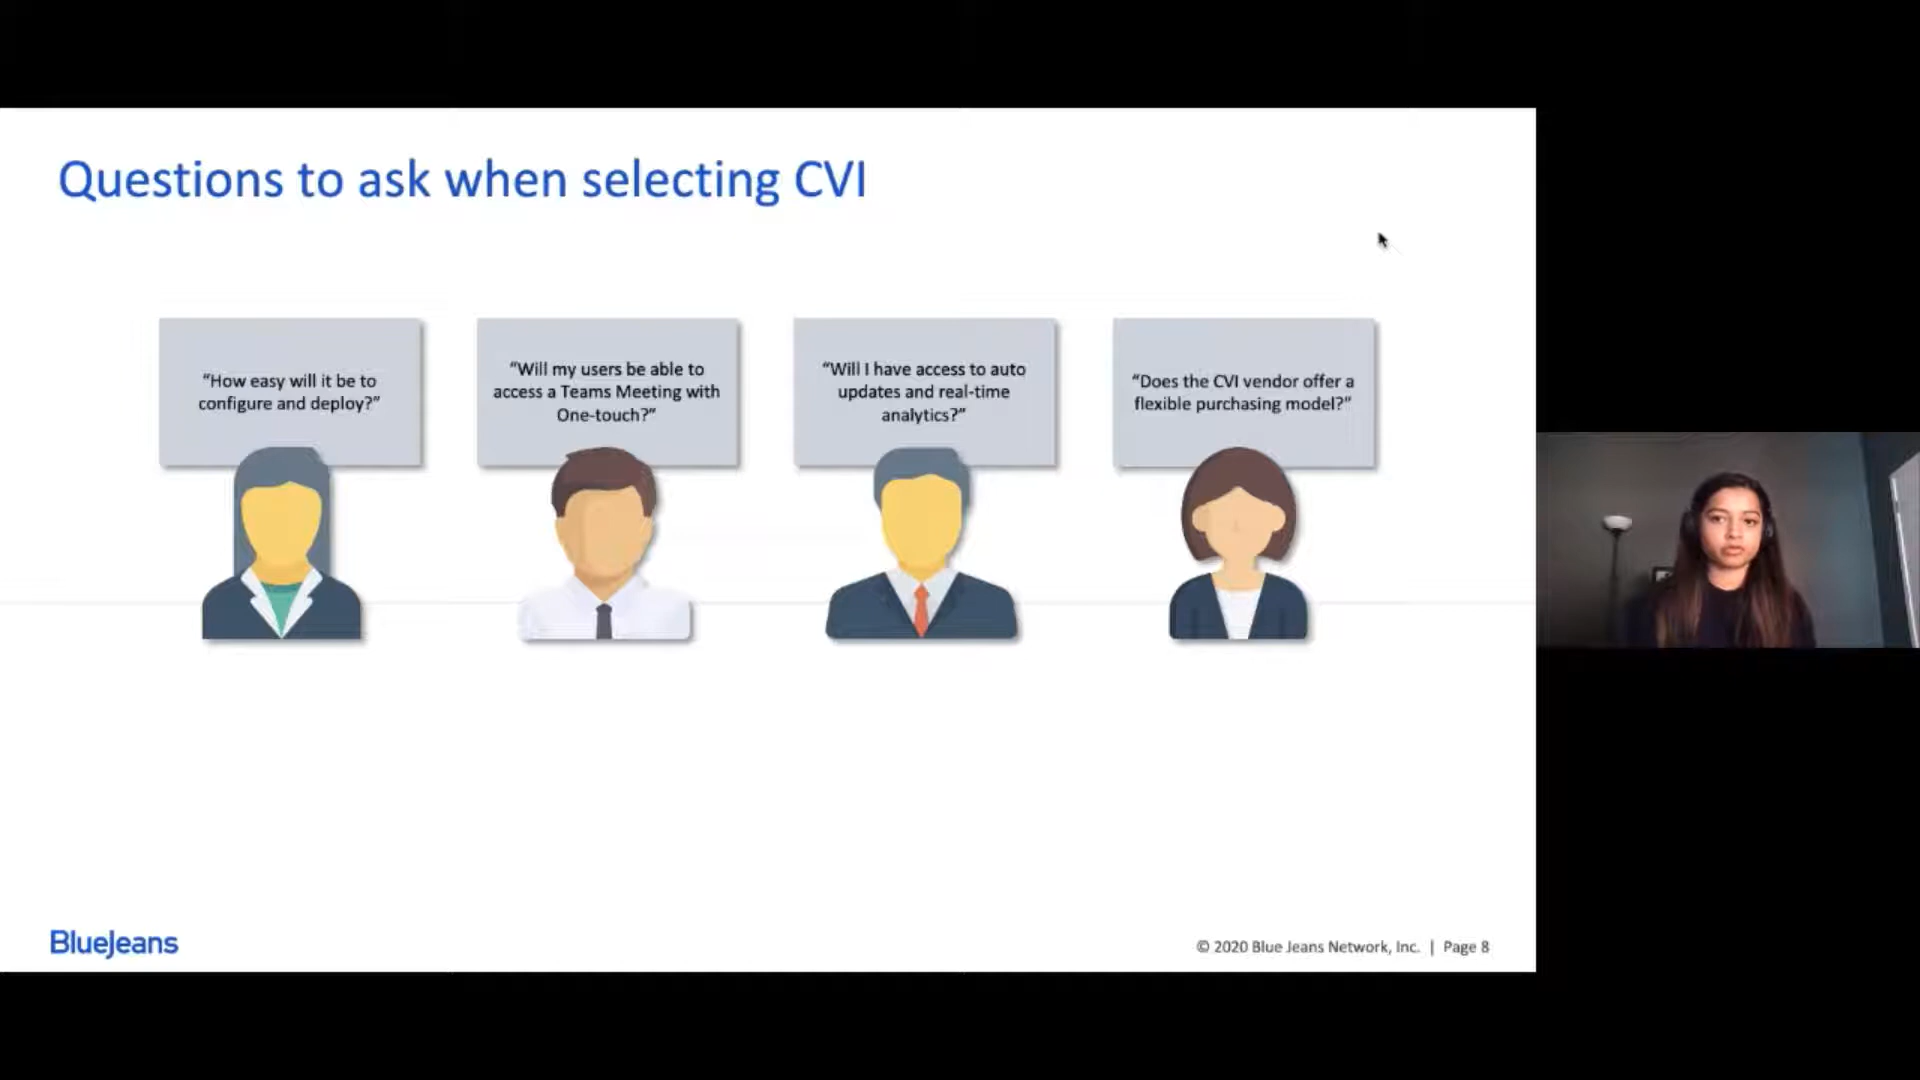 Questions to ask when selecting CVI
“How easy will it be to
configure and deploy?”
“Will my users be able to
access a Teams Meeting with
One-touch?”
“Will I have access to auto
updates and real-time
analytics?”
“Does the CVI vendor offer a
flexible purchasing model?”
BlueJeans
© 2020 Blue Jeans Network, Inc. | Page 8